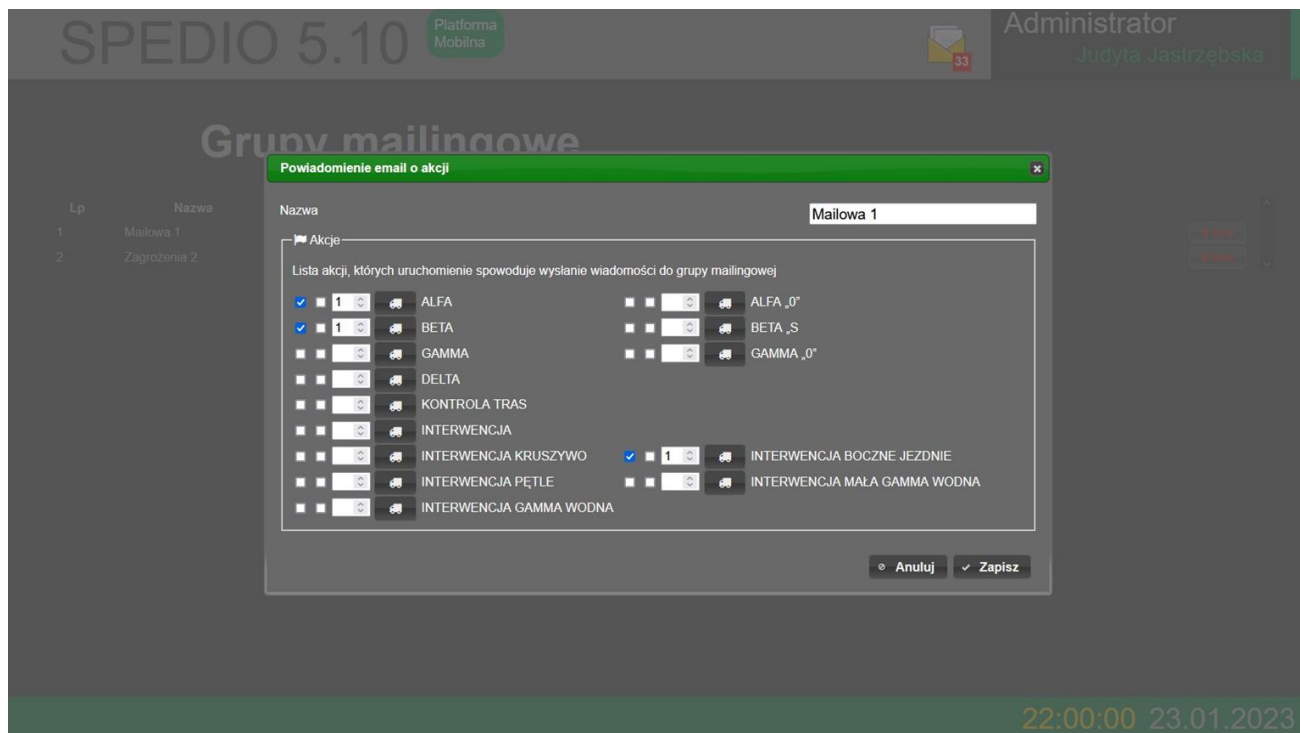 SPEDIO 5.10
Platforma
Mobilna
33
Administrator
Judyta Jastrzębska
Grupy mailingowe
Powiadomienie email o akcji
Lp Nazwa
1 Mailowa 1
2 Zagrożenia 2
Nazwa Mailowa 1
Akcje
Lista akcji, których uruchomienie spowoduje wysłanie wiadomości do grupy mailingowej
1 ALFA ALFA „0”
1 BETA BETA „S
GAMMA GAMMA „0”
DELTA
KONTROLA TRAS
INTERWENCJA
INTERWENCJA KRUSZYWO 1 INTERWENCJA BOCZNE JEZDNIE
INTERWENCJA PĘTLE INTERWENCJA MAŁA GAMMA WODNA
INTERWENCJA GAMMA WODNA
Anuluj Zapisz
22:00:00 23.01.2023